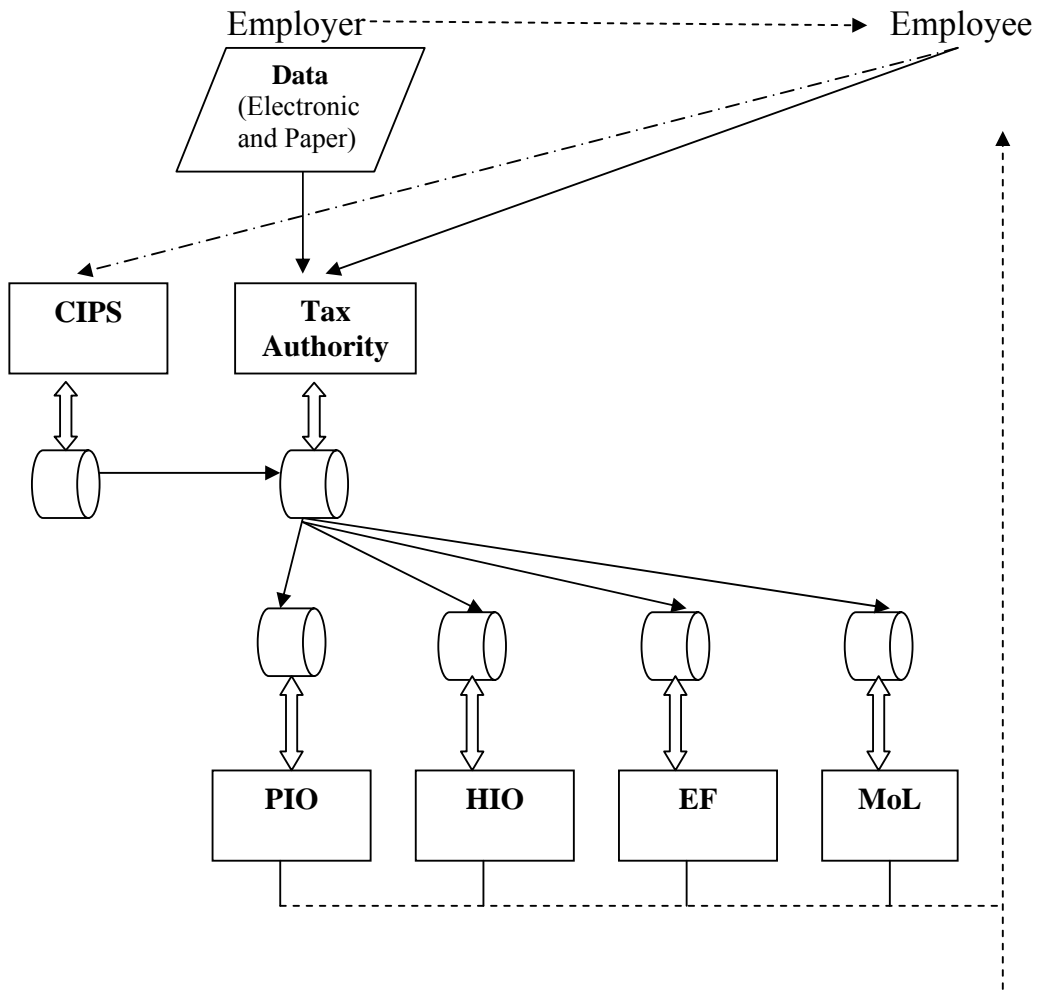 Employer
Employee
Data
(Electronic
and Paper)
CIPS
Tax
Authority
PIO
HIO
EF
MoL